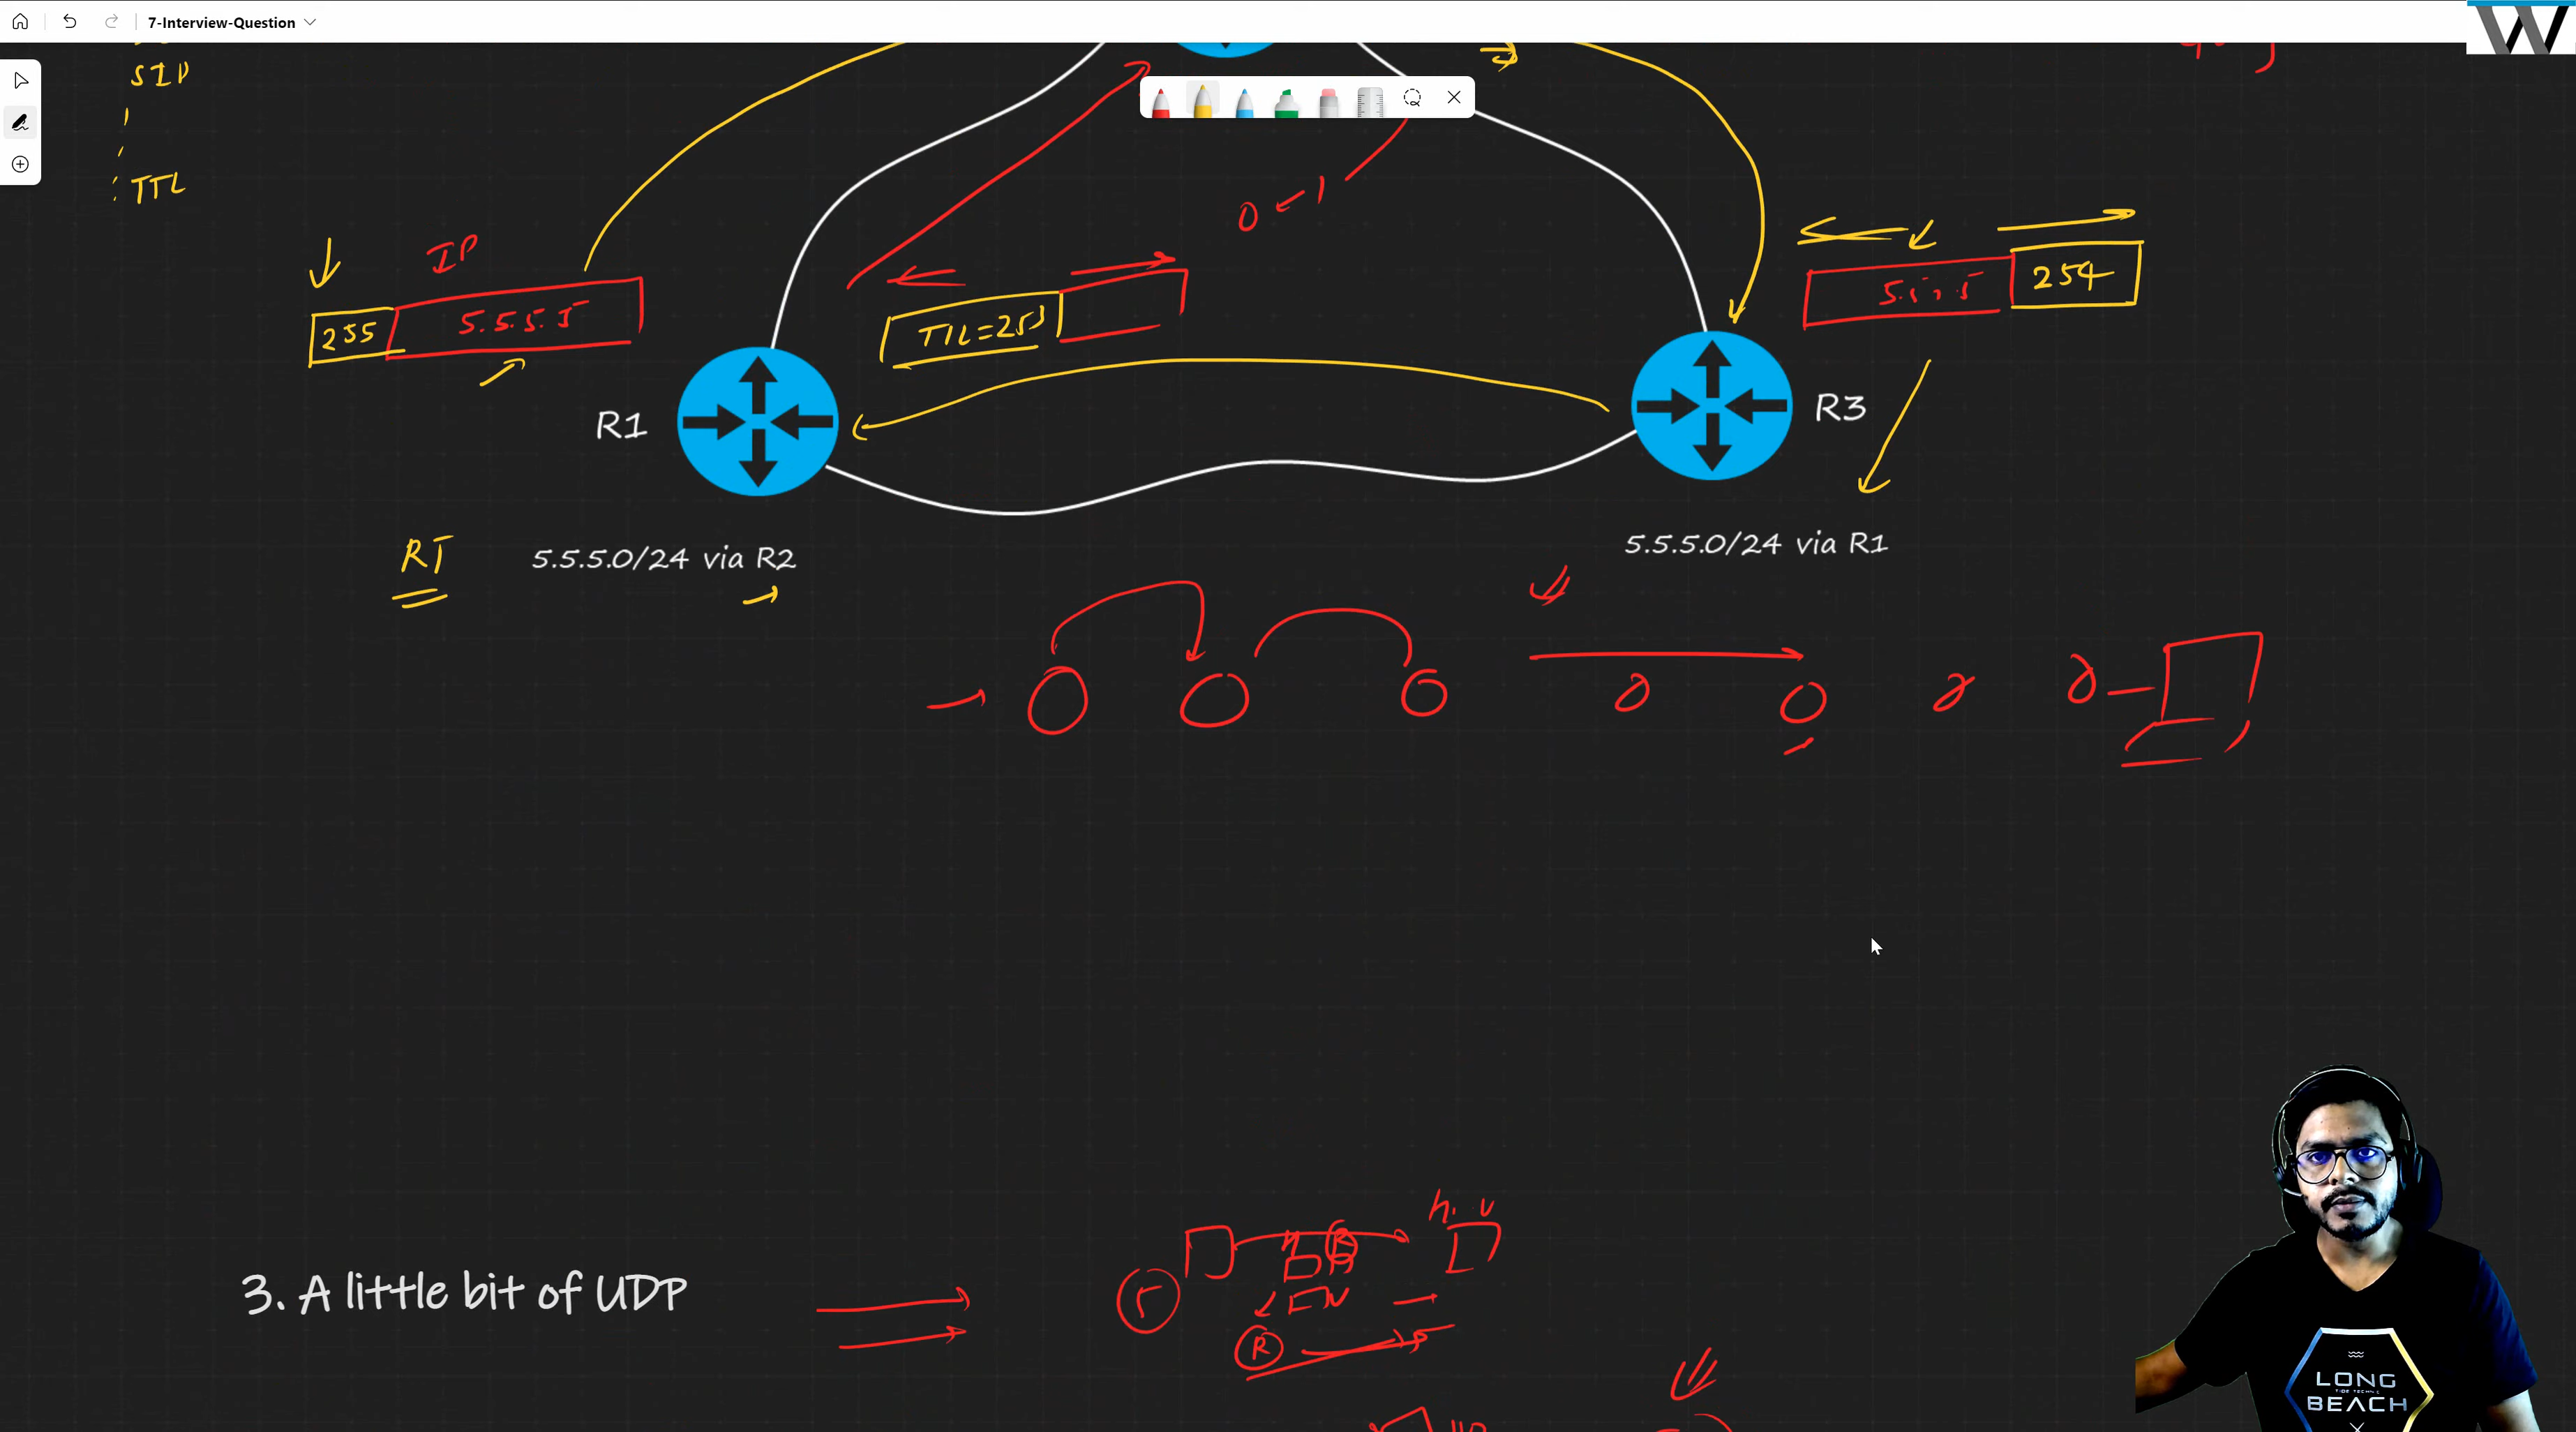 7-Interview-Question
SIP
TTL
IP
255
5.5.5.5
0 ← 1
TTL=253
5.5.5.5
254
R1
R3
RT
5.5.5.0/24 via R2
5.5.5.0/24 via R1
3. A little bit of UDP
R
LONG
BEACH